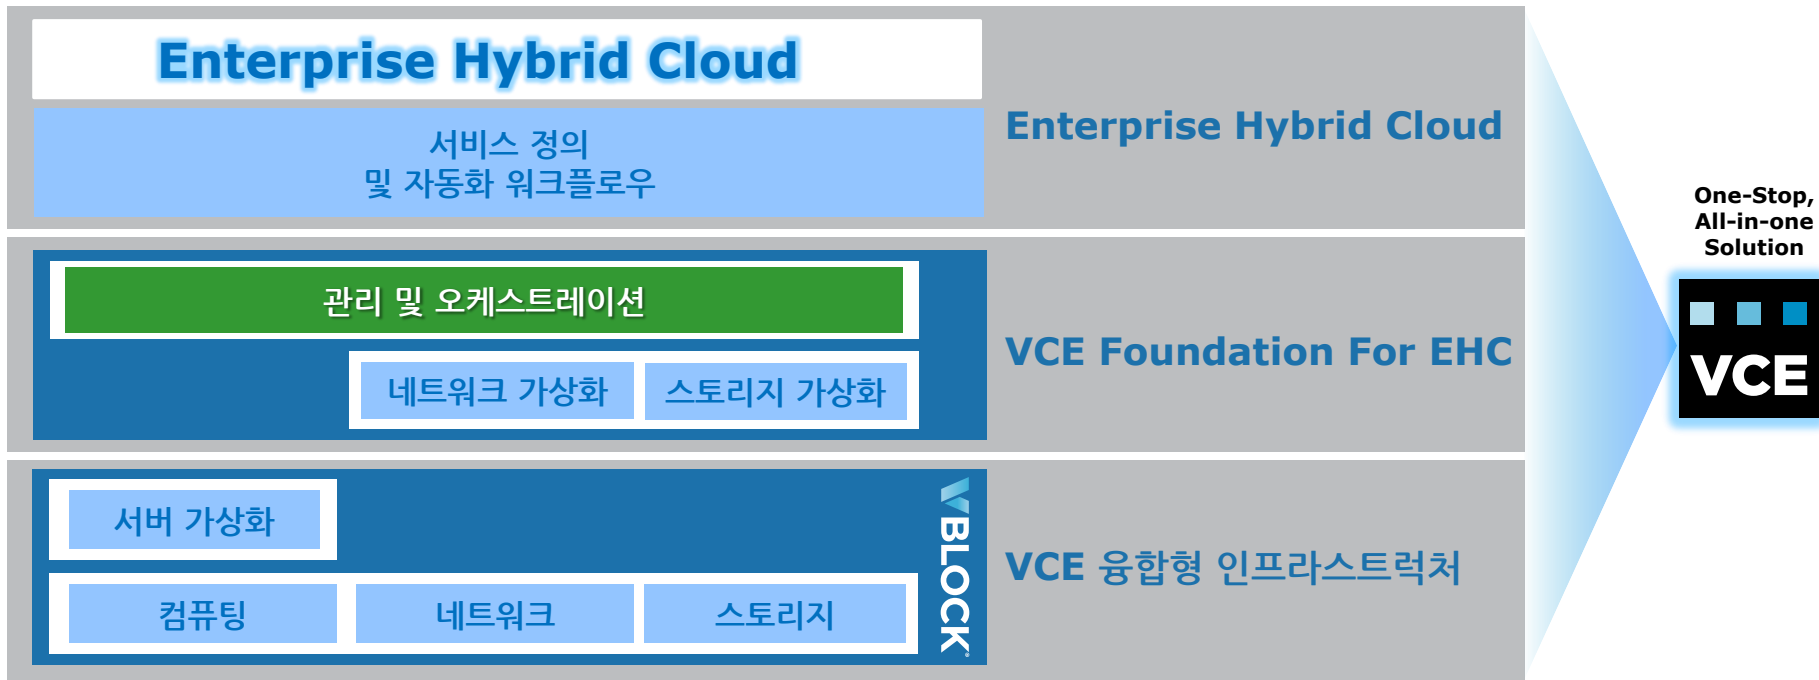 Enterprise Hybrid Cloud
서비스 정의
및 자동화 워크플로우
Enterprise Hybrid Cloud
관리 및 오케스트레이션
네트워크 가상화
스토리지 가상화
VCE Foundation For EHC
서버 가상화
컴퓨팅
네트워크
스토리지
VBLOCK
VCE 융합형 인프라스트럭처
One-Stop,
All-in-one
Solution
VCE